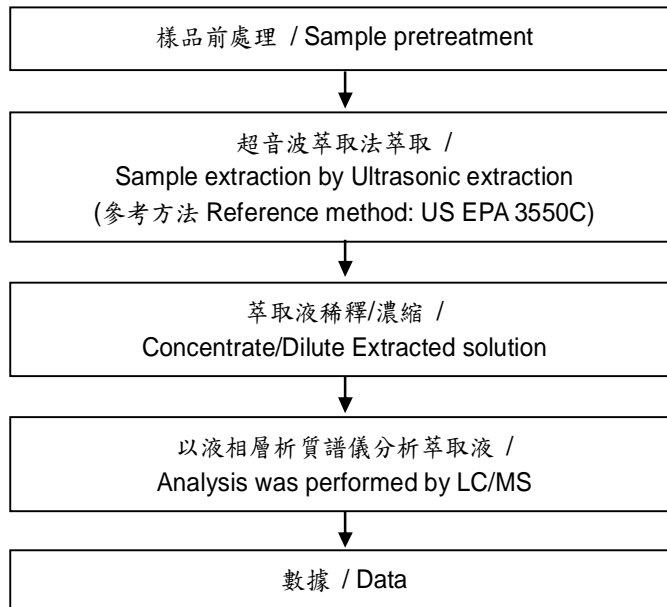 樣品前處理 / Sample pretreatment
超音波萃取法萃取 /
Sample extraction by Ultrasonic extraction
(參考方法 Reference method: US EPA 3550C)
萃取液稀釋/濃縮 /
Concentrate/Dilute Extracted solution
以液相層析質譜儀分析萃取液 /
Analysis was performed by LC/MS
數據 / Data